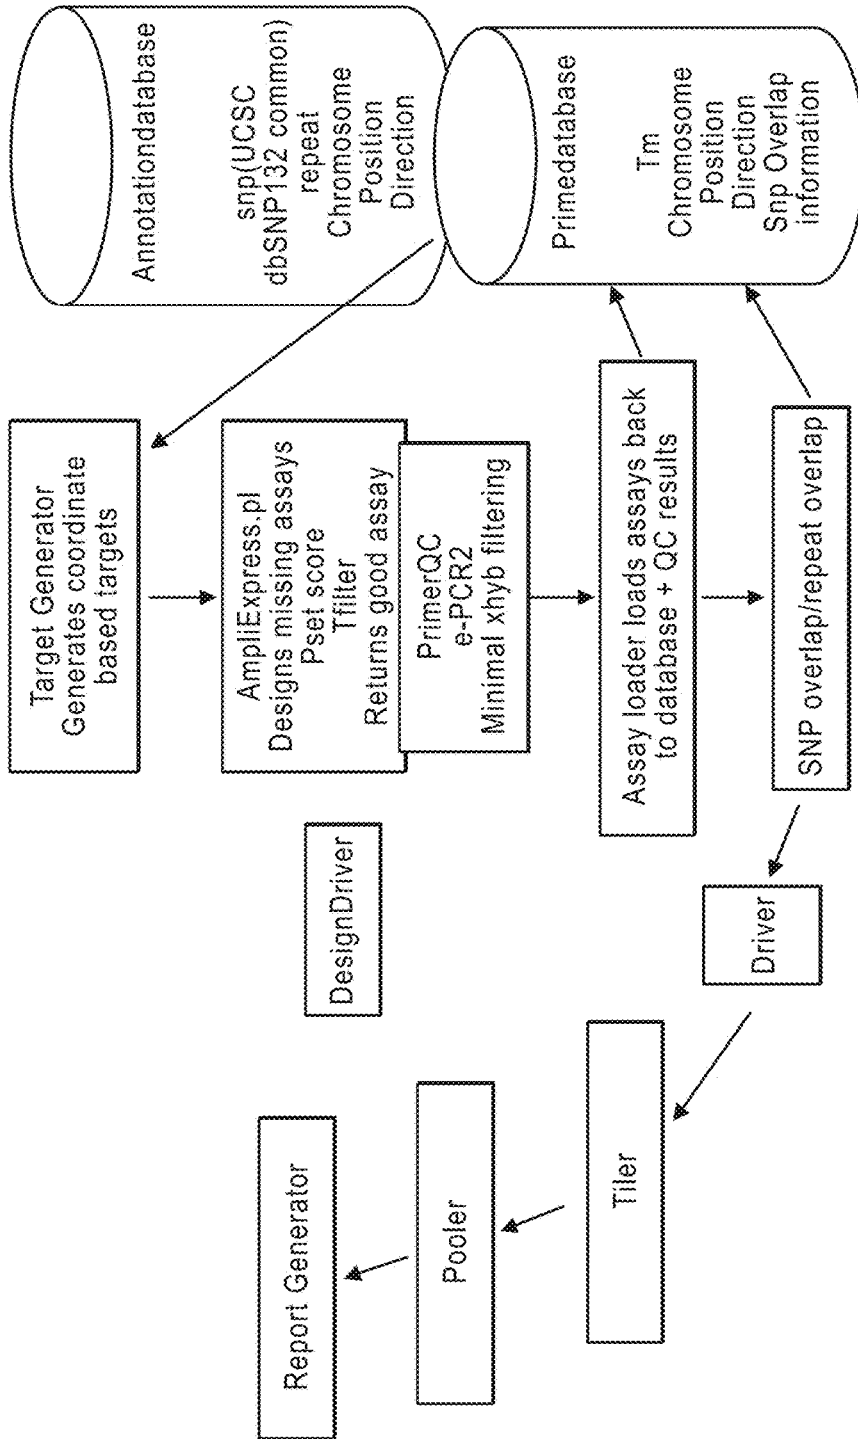 Annotationdatabase
snp(UCSC
dbSNP132 common)
repeat
Chromosome
Position
Direction
Primedatabase
Tm
Chromosome
Position
Direction
Snp Overlap
information
Target Generator
Generates coordinate
based targets
AmpliExpress.pl
Designs missing assays
Pset score
Tfilter
Returns good assay
PrimerQC
e-PCR2
Minimal xhyb filtering
Assay loader loads assays back
to database + QC results
SNP overlap/repeat overlap
DesignDriver
Driver
Tiler
Pooler
Report Generator